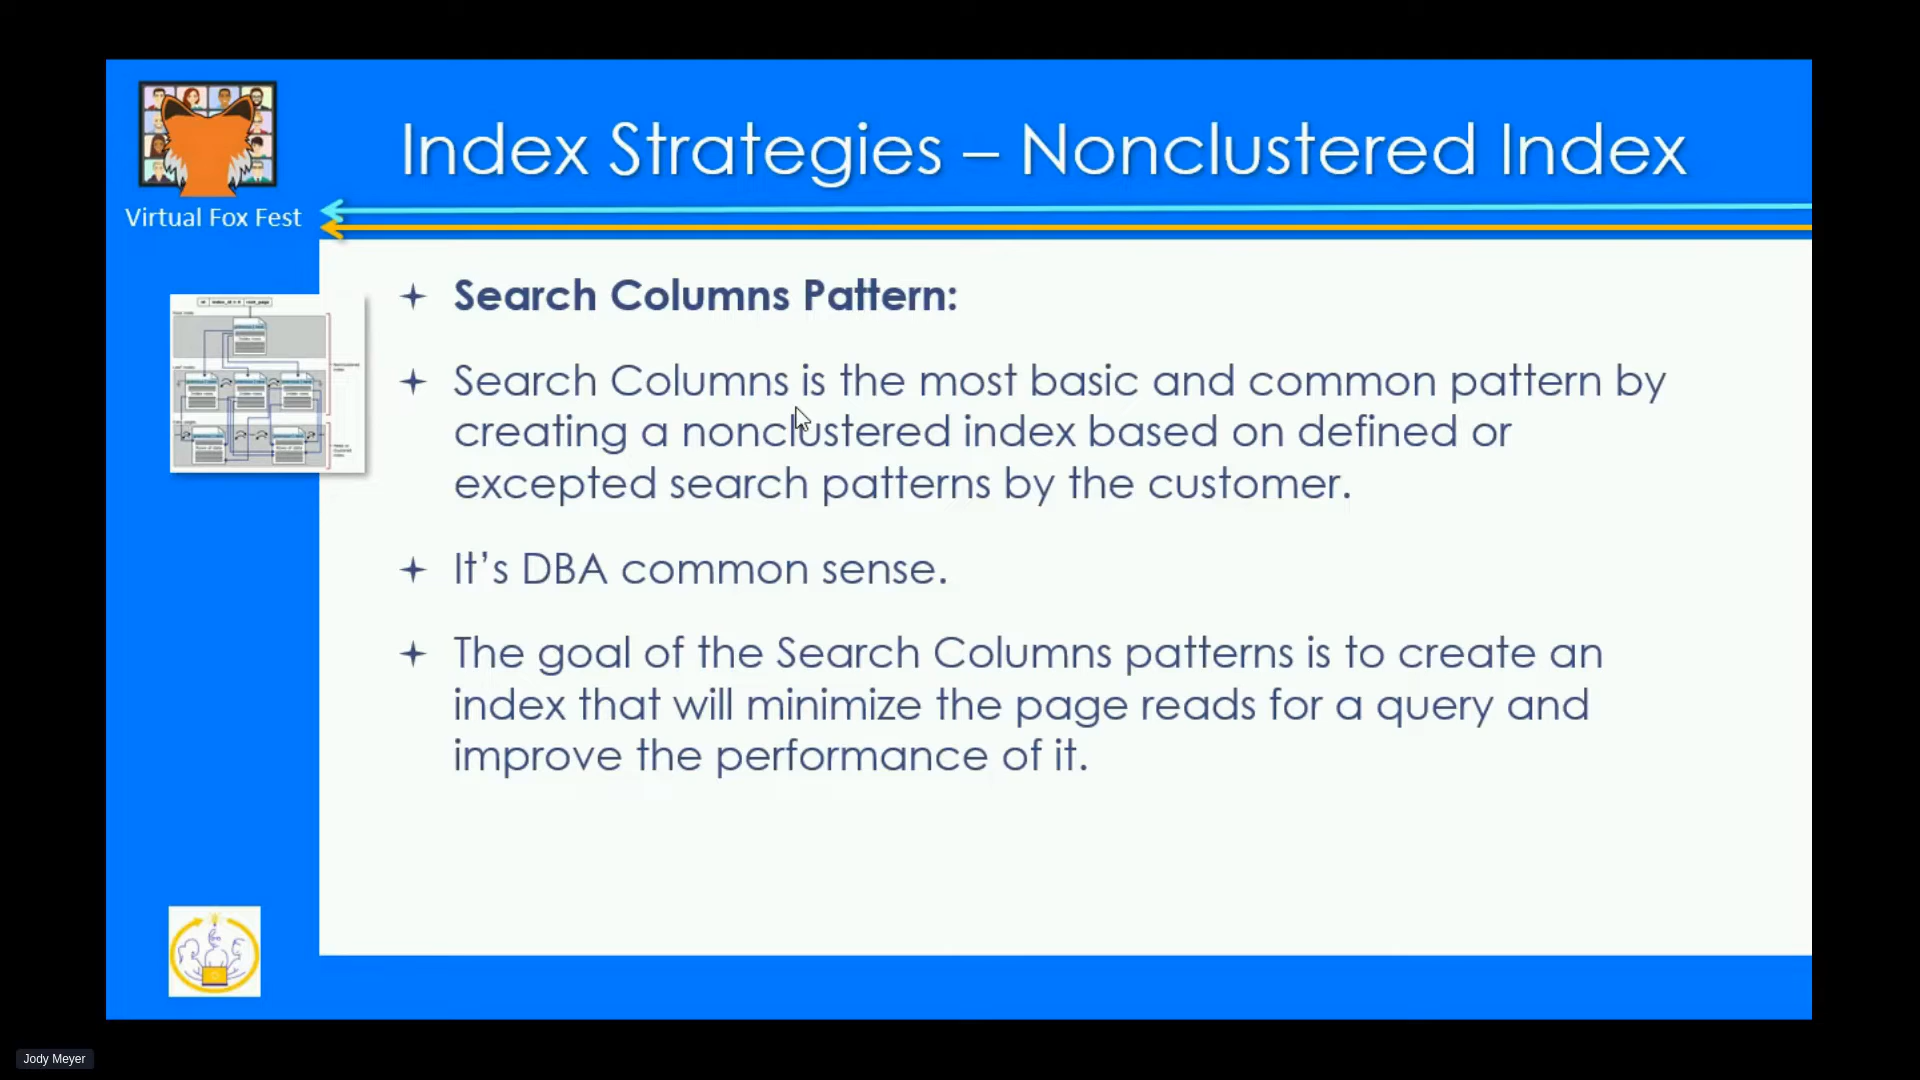 Index Strategies – Nonclustered Index
Virtual Fox Fest
Search Columns Pattern:
Search Columns is the most basic and common pattern by
creating a nonclustered index based on defined or
excepted search patterns by the customer.
It's DBA common sense.
The goal of the Search Columns patterns is to create an
index that will minimize the page reads for a query and
improve the performance of it.
Jody Meyer